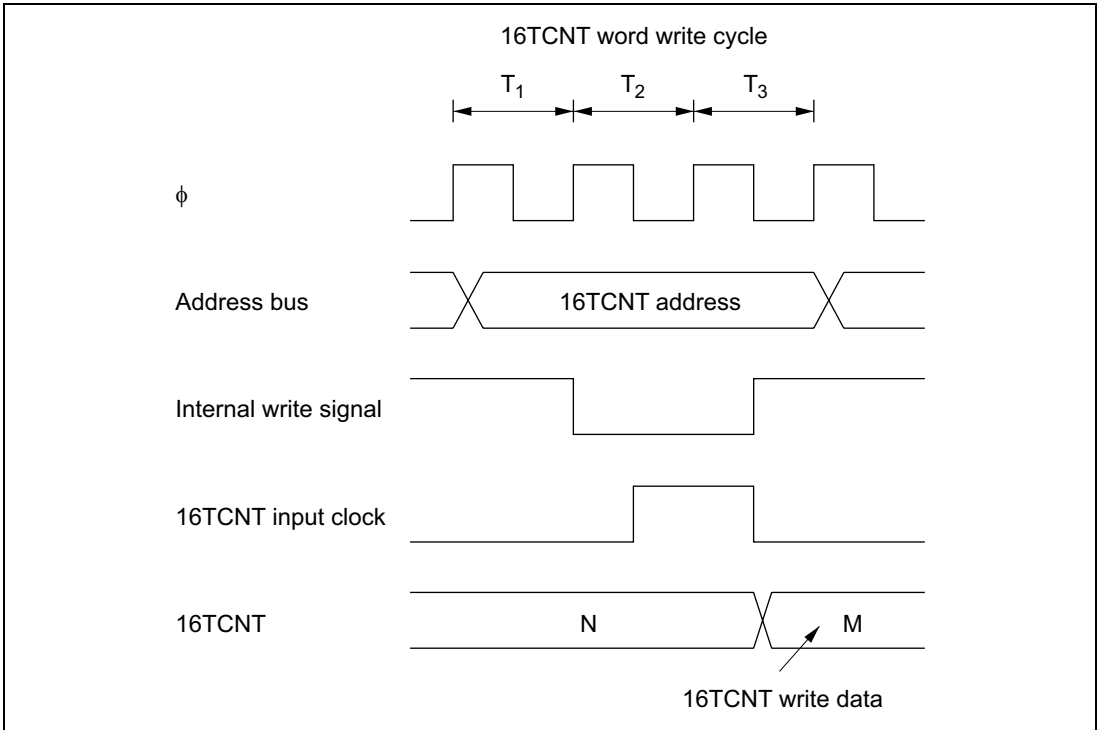 16TCNT word write cycle
T1 T2 T3
φ
Address bus 16TCNT address
Internal write signal
16TCNT input clock
16TCNT N M
16TCNT write data